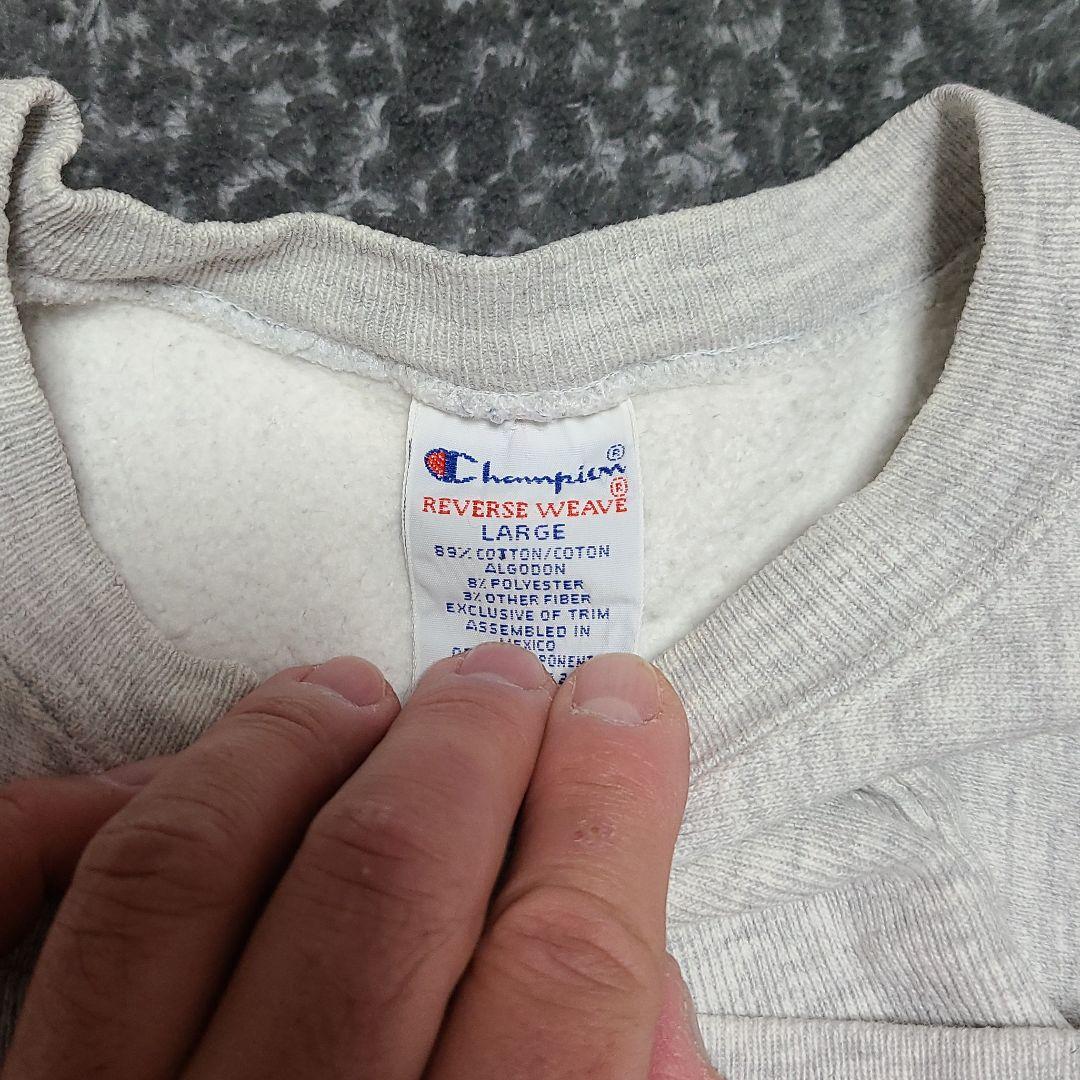 Champion®
REVERSE WEAVE®
LARGE
89% COTTON/COTON
ALGODON
8% POLYESTER
3% OTHER FIBER
EXCLUSIVE OF TRIM
ASSEMBLED IN
MEXICO